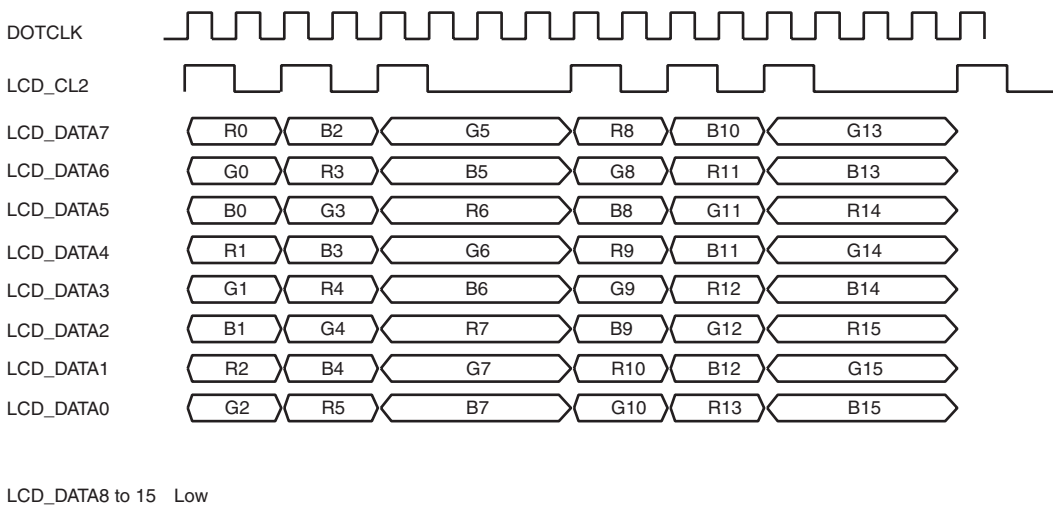 DOTCLK
LCD_CL2
LCD_DATA7 R0 B2 G5 R8 B10 G13
LCD_DATA6 G0 R3 B5 G8 R11 B13
LCD_DATA5 B0 G3 R6 B8 G11 R14
LCD_DATA4 R1 B3 G6 R9 B11 G14
LCD_DATA3 G1 R4 B6 G9 R12 B14
LCD_DATA2 B1 G4 R7 B9 G12 R15
LCD_DATA1 R2 B4 G7 R10 B12 G15
LCD_DATA0 G2 R5 B7 G10 R13 B15
LCD_DATA8 to 15 Low